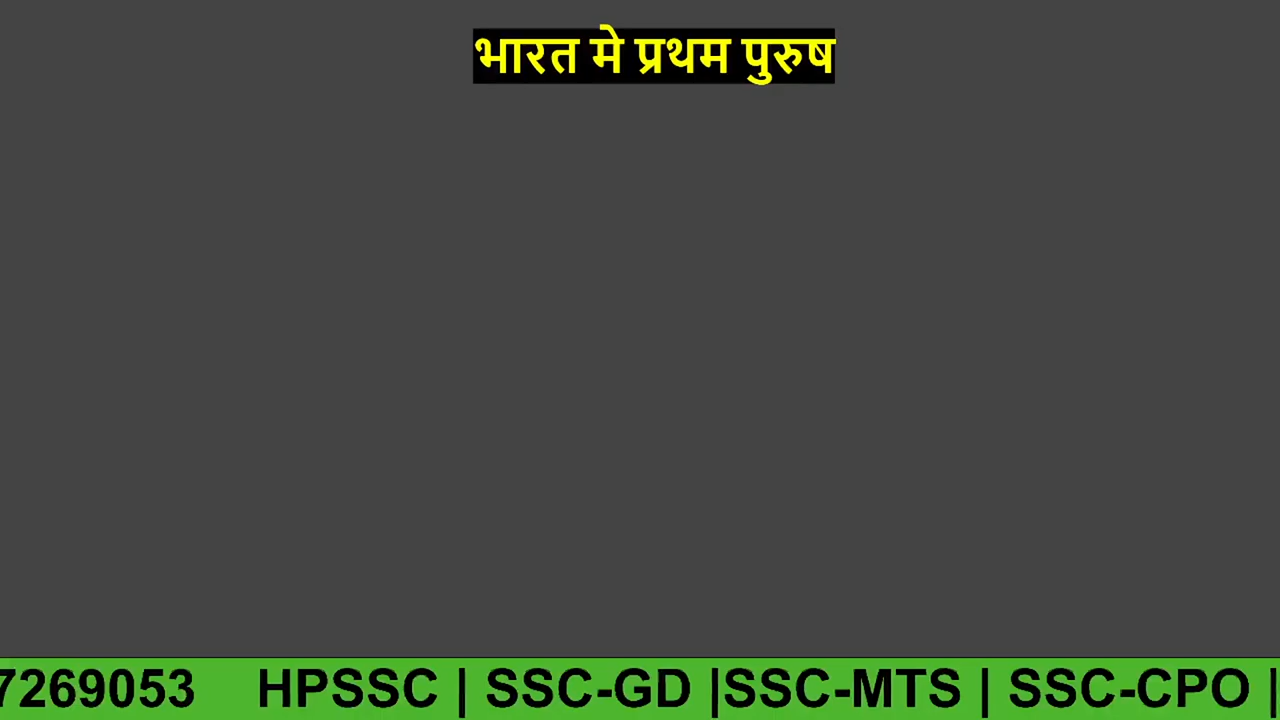 भारत मे प्रथम पुरुष
7269053 HPSSC | SSC-GD |SSC-MTS | SSC-CPO |